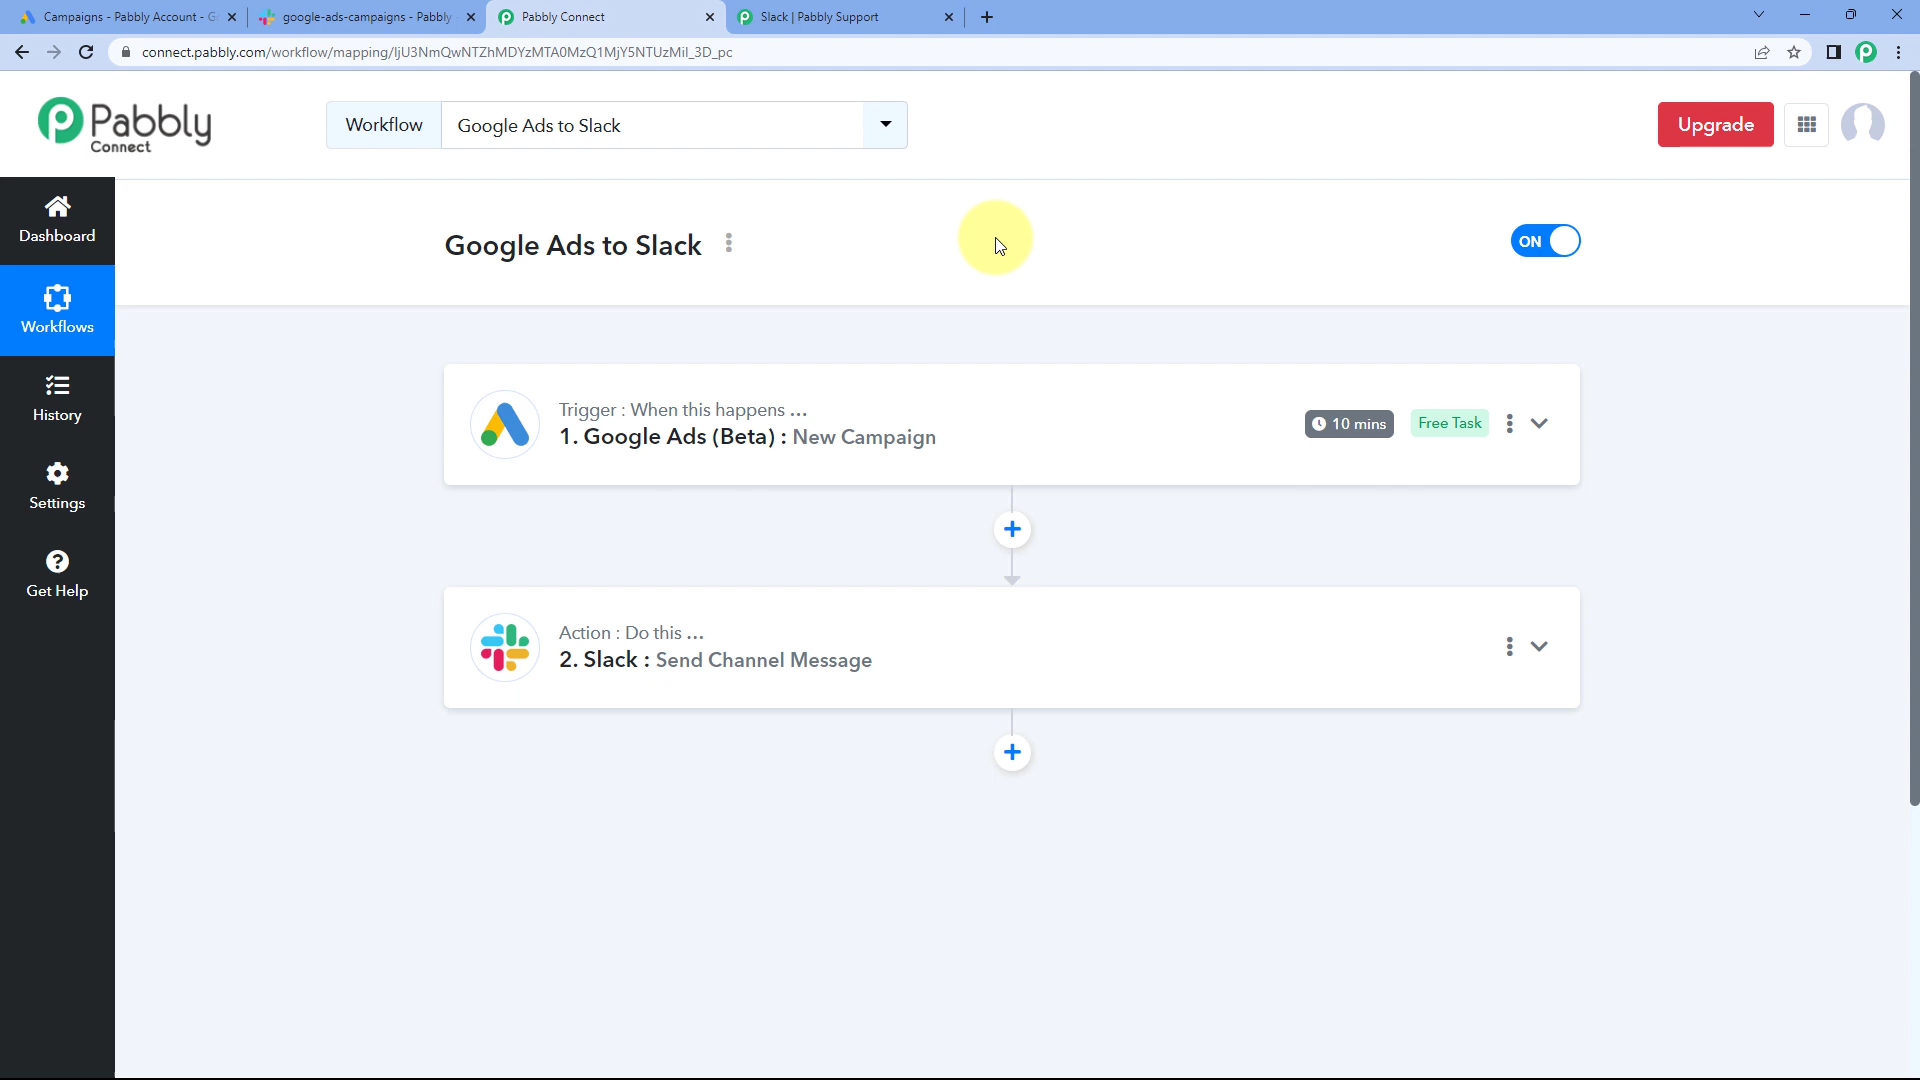 Campaigns - Pabbly Account - G
google-ads-campaigns - Pabbly
Pabbly Connect
Slack | Pabbly Support
connect.pabbly.com/workflow/mapping/IjU3NmQwNTZhMDYzMTA0MzQ1MjY5NTUzMiI_3D_pc
Pabbly
Connect
Workflow
Google Ads to Slack
Upgrade
Dashboard
Workflows
History
Settings
Get Help
Google Ads to Slack
ON
Trigger : When this happens ...
1. Google Ads (Beta) : New Campaign
10 mins
Free Task
Action : Do this ...
2. Slack : Send Channel Message